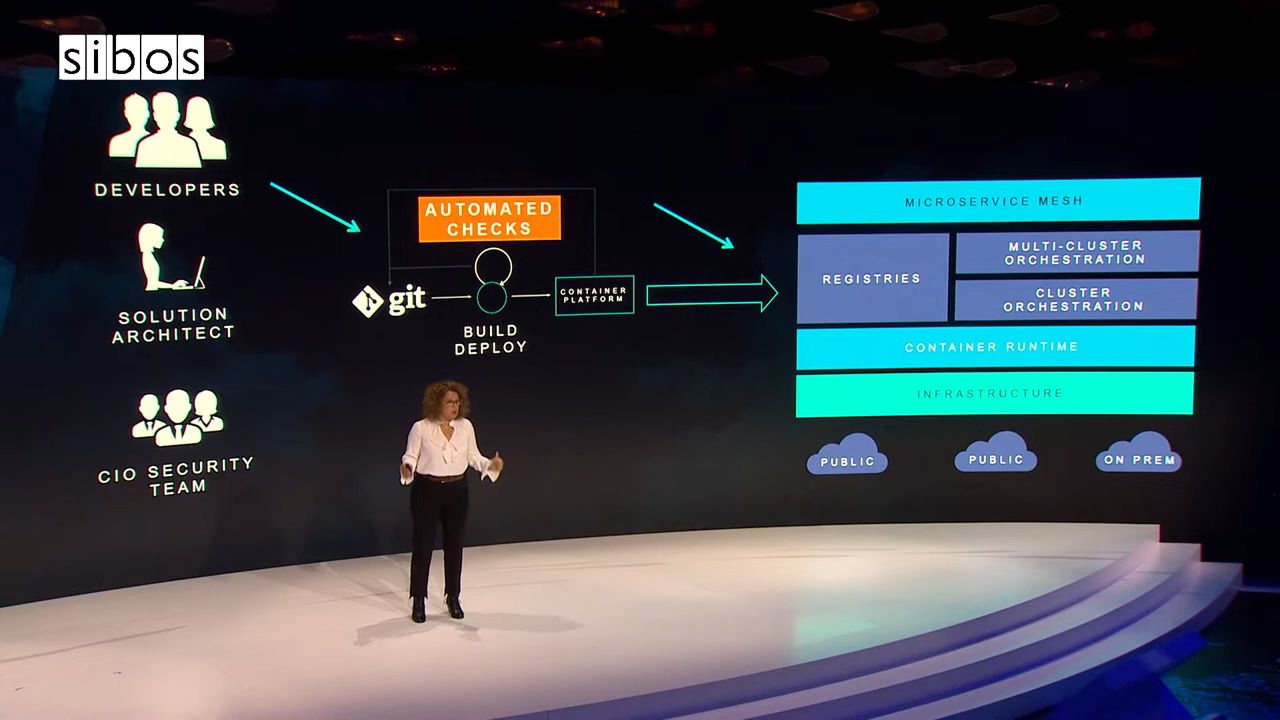 sibos
DEVELOPERS
SOLUTION
ARCHITECT
CIO SECURITY
TEAM
AUTOMATED
CHECKS
git
BUILD
DEPLOY
CONTAINER
PLATFORM
MICROSERVICE MESH
REGISTRIES
MULTI-CLUSTER
ORCHESTRATION
CLUSTER
ORCHESTRATION
CONTAINER RUNTIME
INFRASTRUCTURE
PUBLIC
PUBLIC
ON PREM